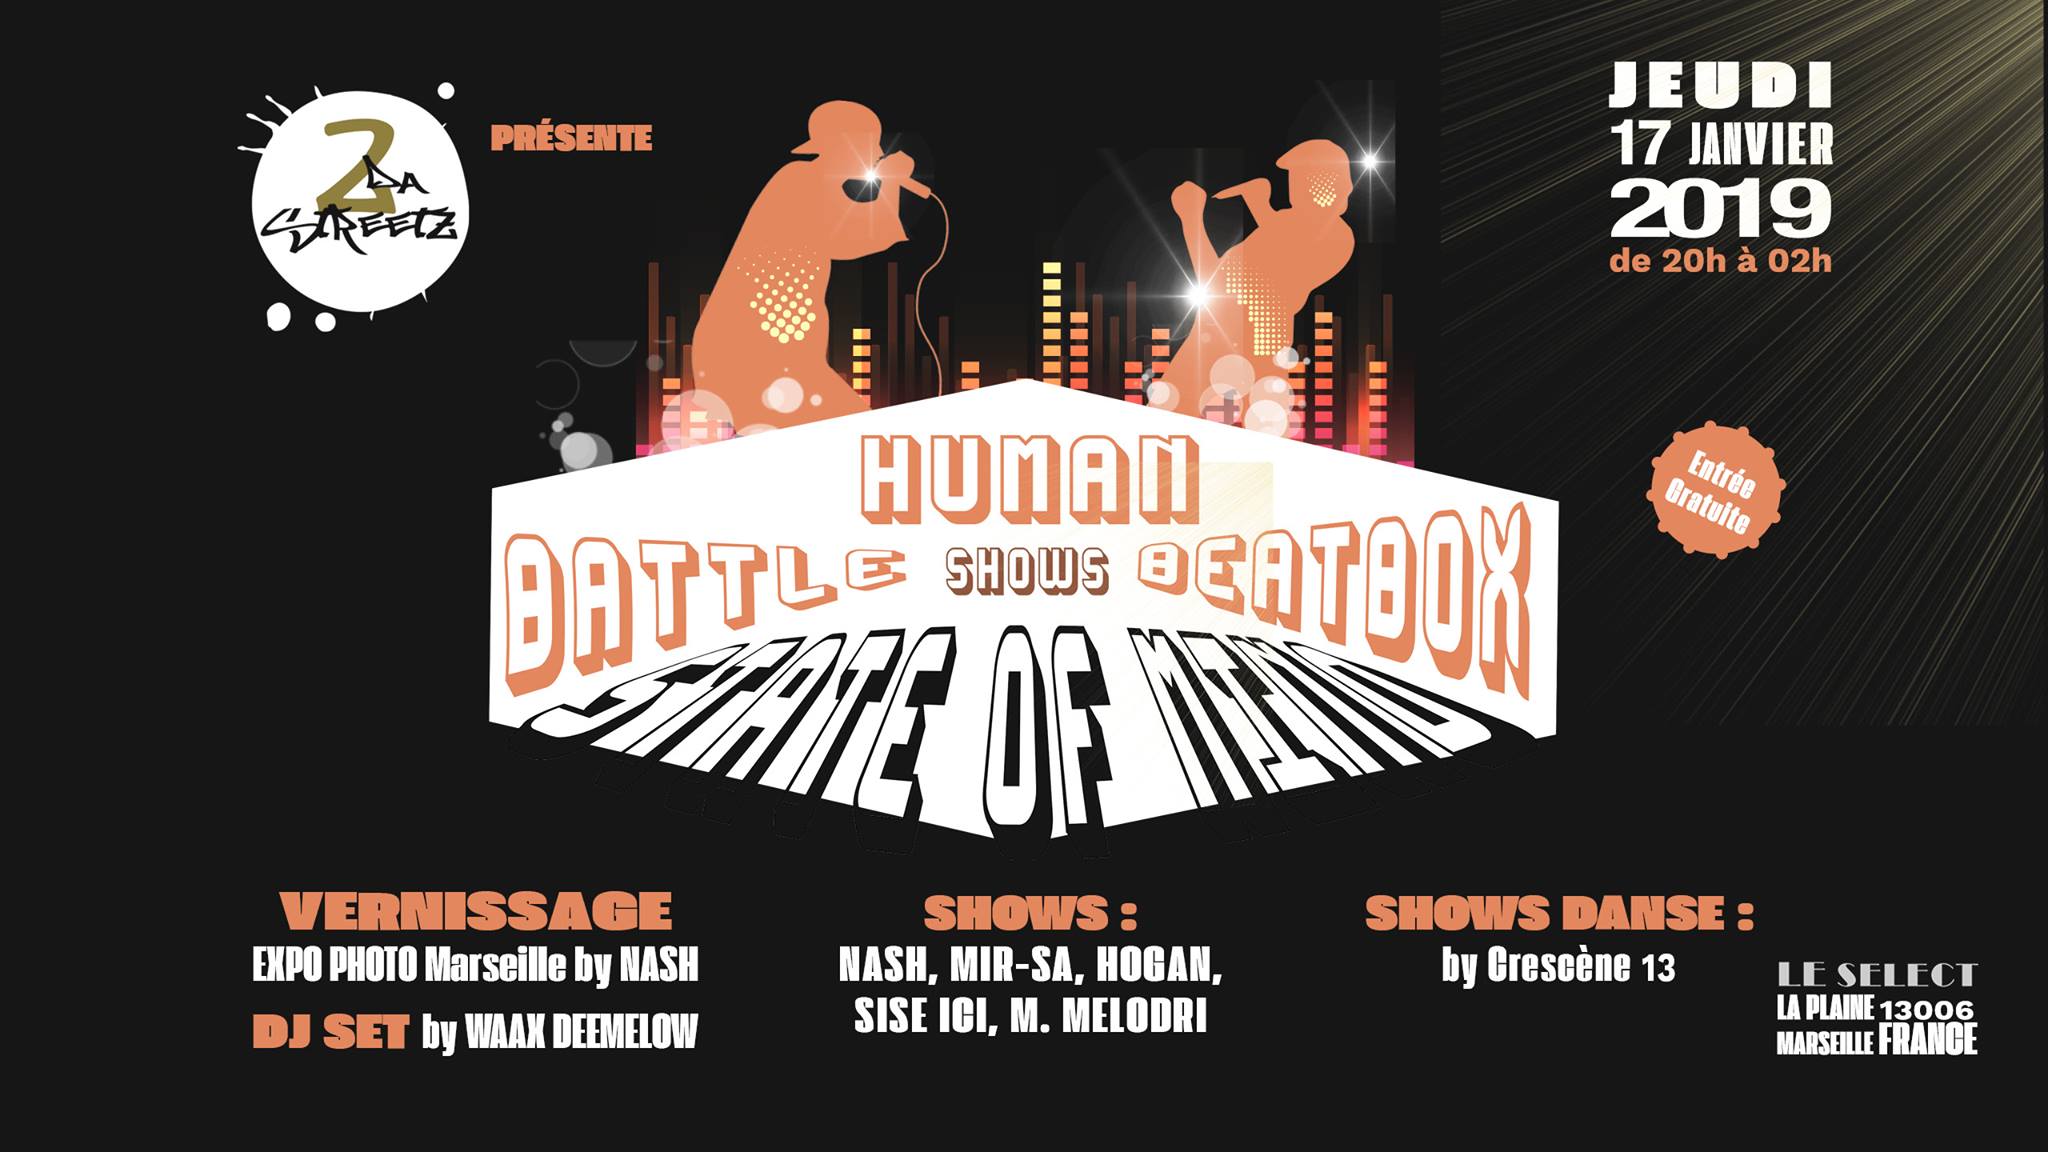 2
DA
STREETZ
PRÉSENTE
JEUDI
17 JANVIER
2019
de 20h à 02h
Entrée
Gratuite
HUMAN
BATTLE SHOWS BEATBOX
STATE OF MIND
VERNISSAGE
EXPO PHOTO Marseille by NASH
DJ SET by WAAX DEEMELOW
SHOWS :
NASH, MIR-SA, HOGAN,
SISE ICI, M. MELODRI
SHOWS DANSE :
by Crescène 13
LE SELECT
LA PLAINE 13006
MARSEILLE FRANCE